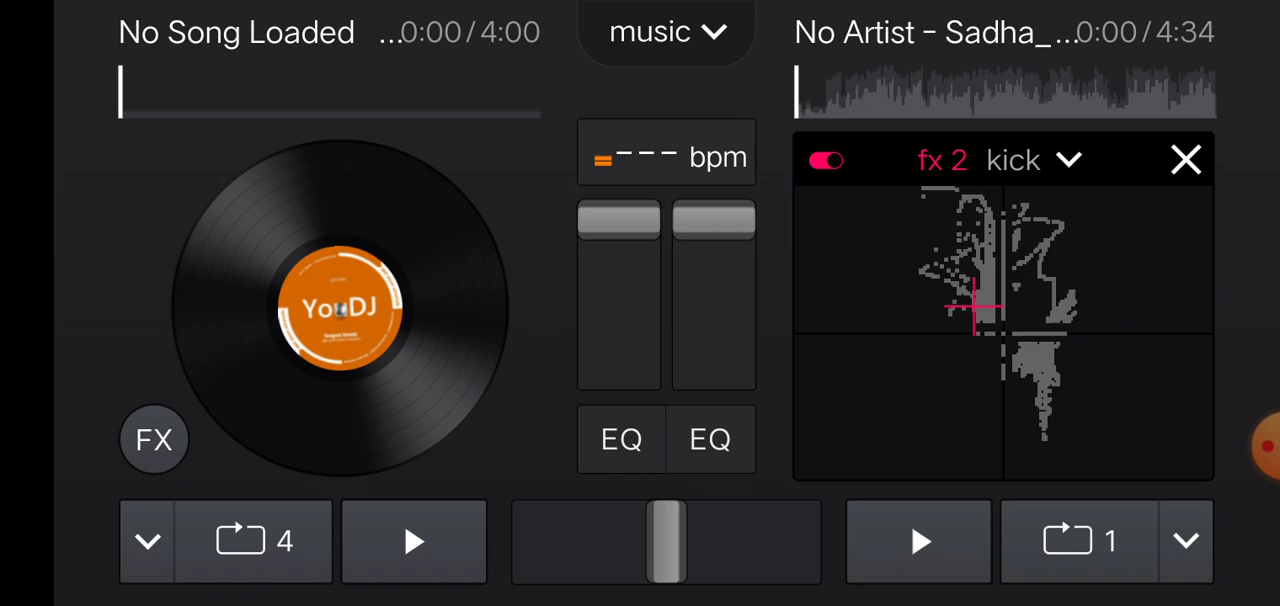 No Song Loaded ...0:00/4:00
music
No Artist - Sadha_...0:00/4:34
=--- bpm
fx 2 kick
YouDJ
FX
EQ EQ
4
1